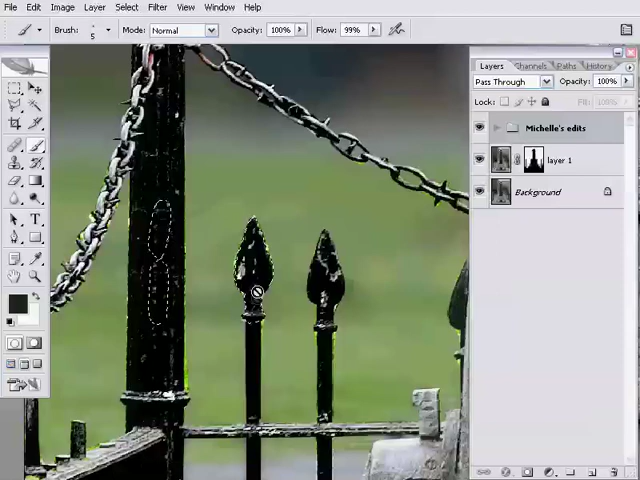 File Edit Image Layer Select Filter View Window Help
Brush: 5 Mode: Normal Opacity: 100% Flow: 99%
Layers Channels Paths History
Pass Through Opacity: 100%
Lock: Fill: 100%
Michelle's edits
layer 1
Background
T